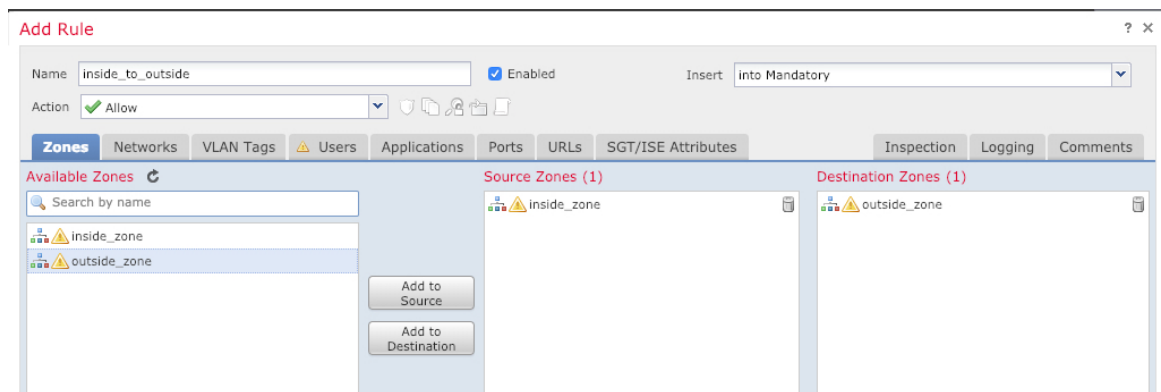 Add Rule
? ×
Name inside_to_outside Enabled Insert into Mandatory
Action Allow
Zones Networks VLAN Tags Users Applications Ports URLs SGT/ISE Attributes Inspection Logging Comments
Available Zones Source Zones (1) Destination Zones (1)
Search by name inside_zone outside_zone
inside_zone
outside_zone
Add to
Source
Add to
Destination